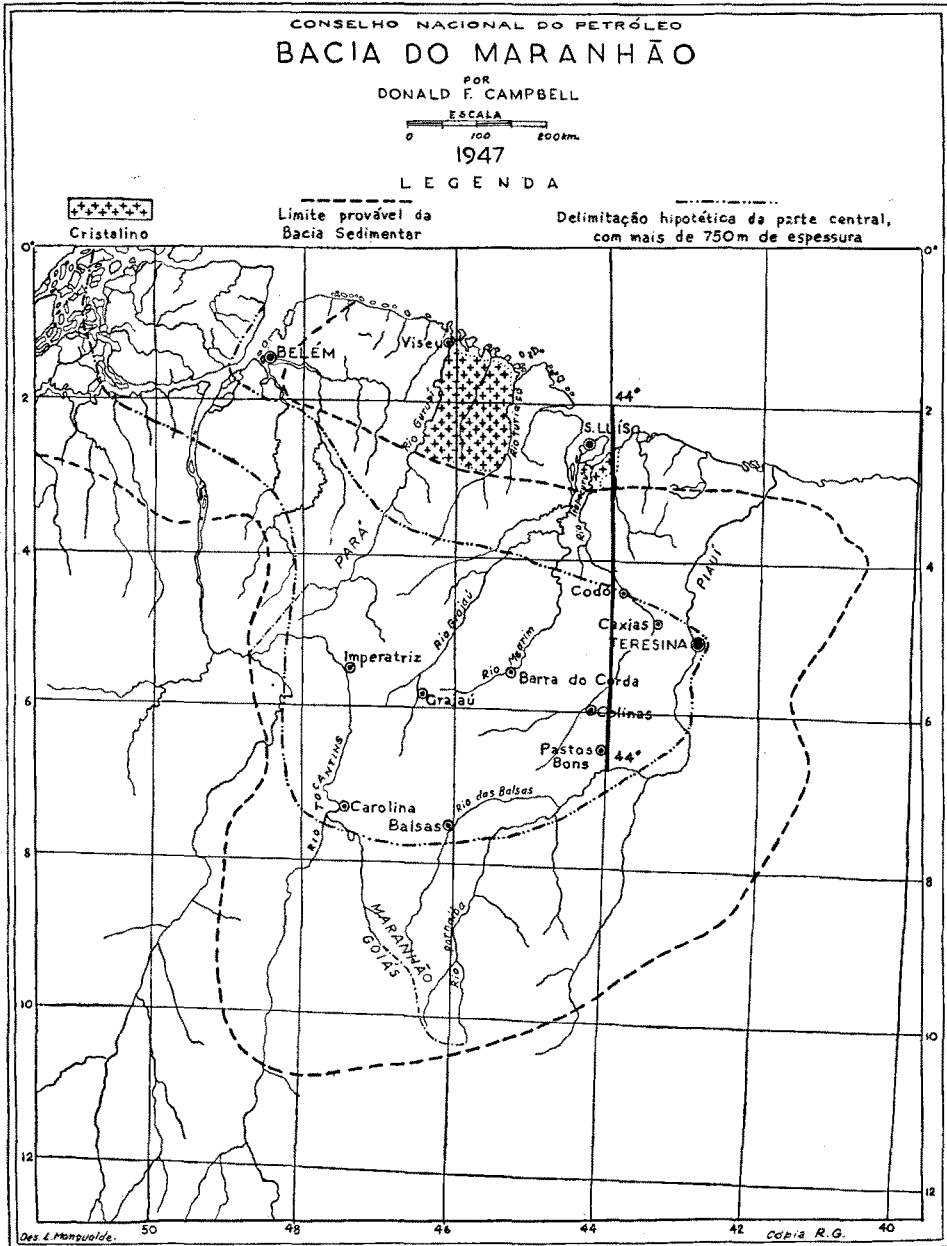 CONSELHO NACIONAL DO PETRÓLEO
BACIA DO MARANHÃO
POR
DONALD F. CAMPBELL
ESCALA
0 100 200km.
1947
LEGENDA
Cristalino
Limite provável da
Bacia Sedimentar
Delimitação hipotética da parte central,
com mais de 750m de espessura
0° 0
BELÉM
Viseu
2 2
44°
Rio Gurupi
Rio Turiaçu
S. LUÍS
Rio Itapecuru
4 4
PARÁ
PIAUÍ
Codó
Caxias
TERESINA
Rio Grajaú
Rio Mearim
Imperatriz
Barra do Corda
Grajaú
6 6
Colinas
Pastos
Bons
44°
RIO TOCANTINS
Carolina
Rio das Balsas
Balsas
8 8
MARANHÃO
GOIÁS
Rio Parnaíba
10 10
12 12
50 48 46 44 42 40
Des. L. Mangualde.
Cópia R.G.